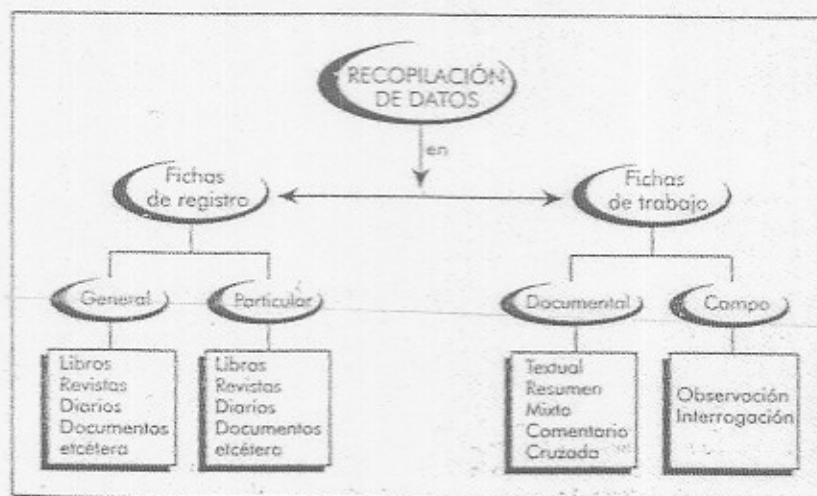 RECOPILACIÓN
DE DATOS
en
Fichas
de registro
Fichas
de trabajo
General
Particular
Documental
Campo
Libros
Revistas
Diarios
Documentos
etcétera
Libros
Revistas
Diarios
Documentos
etcétera
Textual
Resumen
Mixta
Comentario
Cruzada
Observación
Interrogación